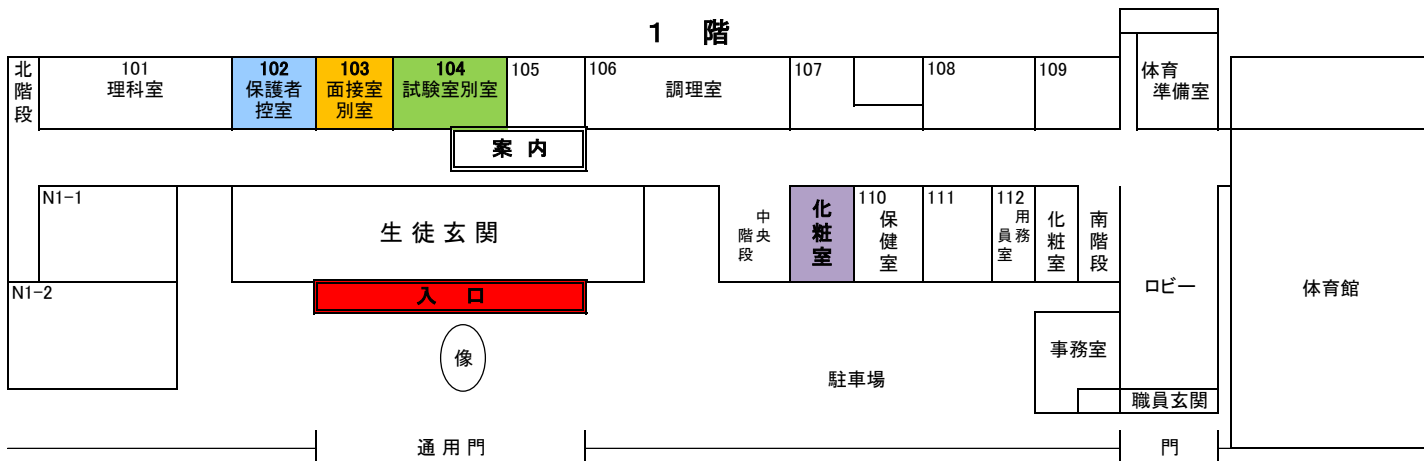 1 階
北階段
101
理科室
102
保護者
控室
103
面接室
別室
104
試験室別室
105
106
調理室
107
108
109
体育
準備室
案 内
N1-1
生 徒 玄 関
中央
階段
化粧室
110
保健室
111
112
用務
員室
化粧室
南階段
ロビー
体育館
N1-2
入 口
像
事務室
駐車場
職員玄関
通 用 門
門